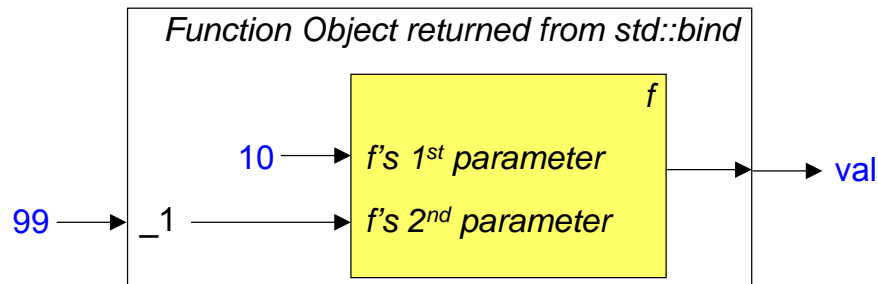 Function Object returned from std::bind
f
10 f's 1st parameter
val
99 _1 f's 2nd parameter